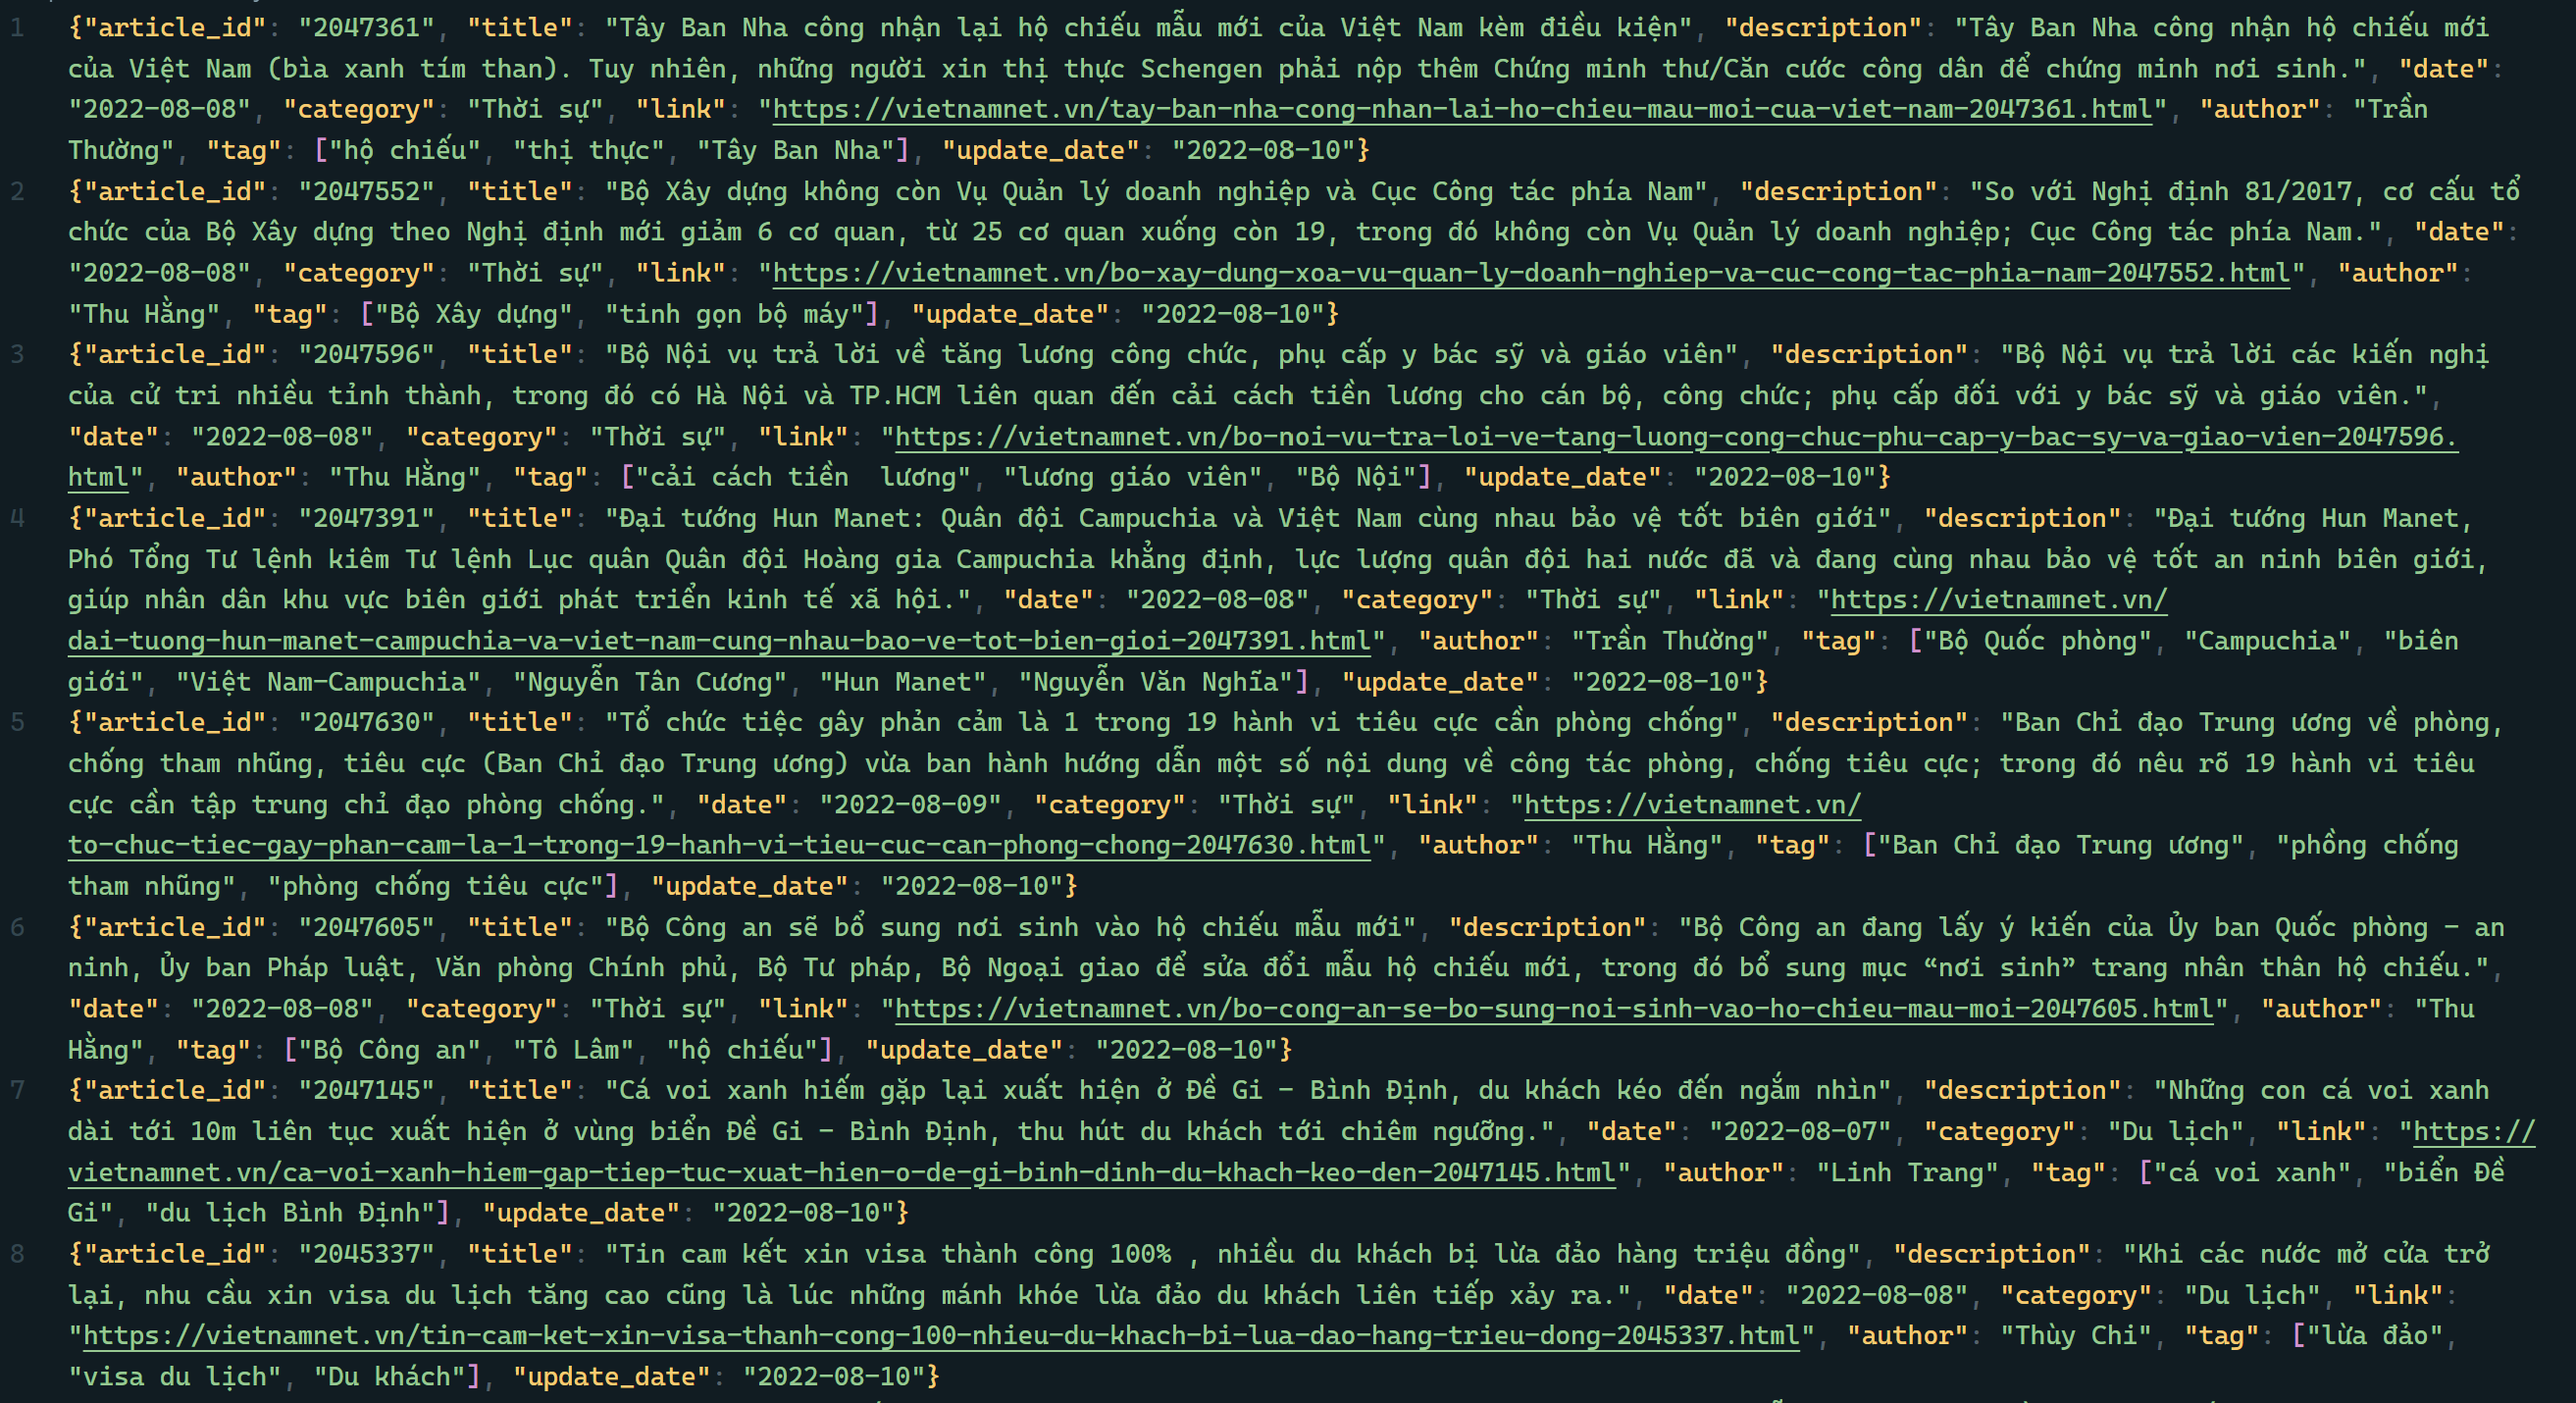 1 {"article_id": "2047361", "title": "Tây Ban Nha công nhận lại hộ chiếu mẫu mới của Việt Nam kèm điều kiện", "description": "Tây Ban Nha công nhận hộ chiếu mới
của Việt Nam (bìa xanh tím than). Tuy nhiên, những người xin thị thực Schengen phải nộp thêm Chứng minh thư/Căn cước công dân để chứng minh nơi sinh.", "date":
"2022-08-08", "category": "Thời sự", "link": "https://vietnamnet.vn/tay-ban-nha-cong-nhan-lai-ho-chieu-mau-moi-cua-viet-nam-2047361.html", "author": "Trần
Thường", "tag": ["hộ chiếu", "thị thực", "Tây Ban Nha"], "update_date": "2022-08-10"}
2 {"article_id": "2047552", "title": "Bộ Xây dựng không còn Vụ Quản lý doanh nghiệp và Cục Công tác phía Nam", "description": "So với Nghị định 81/2017, cơ cấu tổ
chức của Bộ Xây dựng theo Nghị định mới giảm 6 cơ quan, từ 25 cơ quan xuống còn 19, trong đó không còn Vụ Quản lý doanh nghiệp; Cục Công tác phía Nam.", "date":
"2022-08-08", "category": "Thời sự", "link": "https://vietnamnet.vn/bo-xay-dung-xoa-vu-quan-ly-doanh-nghiep-va-cuc-cong-tac-phia-nam-2047552.html", "author":
"Thu Hằng", "tag": ["Bộ Xây dựng", "tinh gọn bộ máy"], "update_date": "2022-08-10"}
3 {"article_id": "2047596", "title": "Bộ Nội vụ trả lời về tăng lương công chức, phụ cấp y bác sỹ và giáo viên", "description": "Bộ Nội vụ trả lời các kiến nghị
của cử tri nhiều tỉnh thành, trong đó có Hà Nội và TP.HCM liên quan đến cải cách tiền lương cho cán bộ, công chức; phụ cấp đối với y bác sỹ và giáo viên.",
"date": "2022-08-08", "category": "Thời sự", "link": "https://vietnamnet.vn/bo-noi-vu-tra-loi-ve-tang-luong-cong-chuc-phu-cap-y-bac-sy-va-giao-vien-2047596.
html", "author": "Thu Hằng", "tag": ["cải cách tiền  lương", "lương giáo viên", "Bộ Nội"], "update_date": "2022-08-10"}
4 {"article_id": "2047391", "title": "Đại tướng Hun Manet: Quân đội Campuchia và Việt Nam cùng nhau bảo vệ tốt biên giới", "description": "Đại tướng Hun Manet,
Phó Tổng Tư lệnh kiêm Tư lệnh Lục quân Quân đội Hoàng gia Campuchia khẳng định, lực lượng quân đội hai nước đã và đang cùng nhau bảo vệ tốt an ninh biên giới,
giúp nhân dân khu vực biên giới phát triển kinh tế xã hội.", "date": "2022-08-08", "category": "Thời sự", "link": "https://vietnamnet.vn/
dai-tuong-hun-manet-campuchia-va-viet-nam-cung-nhau-bao-ve-tot-bien-gioi-2047391.html", "author": "Trần Thường", "tag": ["Bộ Quốc phòng", "Campuchia", "biên
giới", "Việt Nam-Campuchia", "Nguyễn Tân Cương", "Hun Manet", "Nguyễn Văn Nghĩa"], "update_date": "2022-08-10"}
5 {"article_id": "2047630", "title": "Tổ chức tiệc gây phản cảm là 1 trong 19 hành vi tiêu cực cần phòng chống", "description": "Ban Chỉ đạo Trung ương về phòng,
chống tham nhũng, tiêu cực (Ban Chỉ đạo Trung ương) vừa ban hành hướng dẫn một số nội dung về công tác phòng, chống tiêu cực; trong đó nêu rõ 19 hành vi tiêu
cực cần tập trung chỉ đạo phòng chống.", "date": "2022-08-09", "category": "Thời sự", "link": "https://vietnamnet.vn/
to-chuc-tiec-gay-phan-cam-la-1-trong-19-hanh-vi-tieu-cuc-can-phong-chong-2047630.html", "author": "Thu Hằng", "tag": ["Ban Chỉ đạo Trung ương", "phồng chống
tham nhũng", "phòng chống tiêu cực"], "update_date": "2022-08-10"}
6 {"article_id": "2047605", "title": "Bộ Công an sẽ bổ sung nơi sinh vào hộ chiếu mẫu mới", "description": "Bộ Công an đang lấy ý kiến của Ủy ban Quốc phòng - an
ninh, Ủy ban Pháp luật, Văn phòng Chính phủ, Bộ Tư pháp, Bộ Ngoại giao để sửa đổi mẫu hộ chiếu mới, trong đó bổ sung mục “nơi sinh” trang nhân thân hộ chiếu.",
"date": "2022-08-08", "category": "Thời sự", "link": "https://vietnamnet.vn/bo-cong-an-se-bo-sung-noi-sinh-vao-ho-chieu-mau-moi-2047605.html", "author": "Thu
Hằng", "tag": ["Bộ Công an", "Tô Lâm", "hộ chiếu"], "update_date": "2022-08-10"}
7 {"article_id": "2047145", "title": "Cá voi xanh hiếm gặp lại xuất hiện ở Đề Gi - Bình Định, du khách kéo đến ngắm nhìn", "description": "Những con cá voi xanh
dài tới 10m liên tục xuất hiện ở vùng biển Đề Gi - Bình Định, thu hút du khách tới chiêm ngưỡng.", "date": "2022-08-07", "category": "Du lịch", "link": "https://
vietnamnet.vn/ca-voi-xanh-hiem-gap-tiep-tuc-xuat-hien-o-de-gi-binh-dinh-du-khach-keo-den-2047145.html", "author": "Linh Trang", "tag": ["cá voi xanh", "biển Đề
Gi", "du lịch Bình Định"], "update_date": "2022-08-10"}
8 {"article_id": "2045337", "title": "Tin cam kết xin visa thành công 100% , nhiều du khách bị lừa đảo hàng triệu đồng", "description": "Khi các nước mở cửa trở
lại, nhu cầu xin visa du lịch tăng cao cũng là lúc những mánh khóe lừa đảo du khách liên tiếp xảy ra.", "date": "2022-08-08", "category": "Du lịch", "link":
"https://vietnamnet.vn/tin-cam-ket-xin-visa-thanh-cong-100-nhieu-du-khach-bi-lua-dao-hang-trieu-dong-2045337.html", "author": "Thùy Chi", "tag": ["lừa đảo",
"visa du lịch", "Du khách"], "update_date": "2022-08-10"}